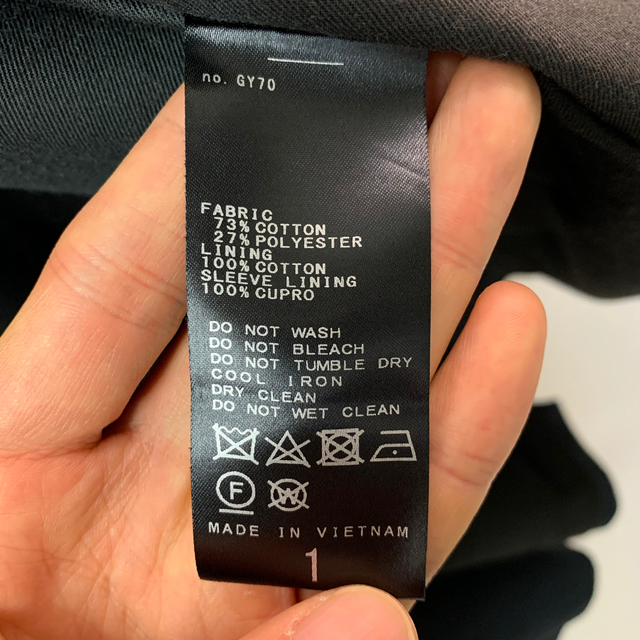 no. GY70
FABRIC
73% COTTON
27% POLYESTER
LINING
100% COTTON
SLEEVE LINING
100% CUPRO
DO NOT WASH
DO NOT BLEACH
DO NOT TUMBLE DRY
COOL IRON
DRY CLEAN
DO NOT WET CLEAN
F W
MADE IN VIETNAM
1